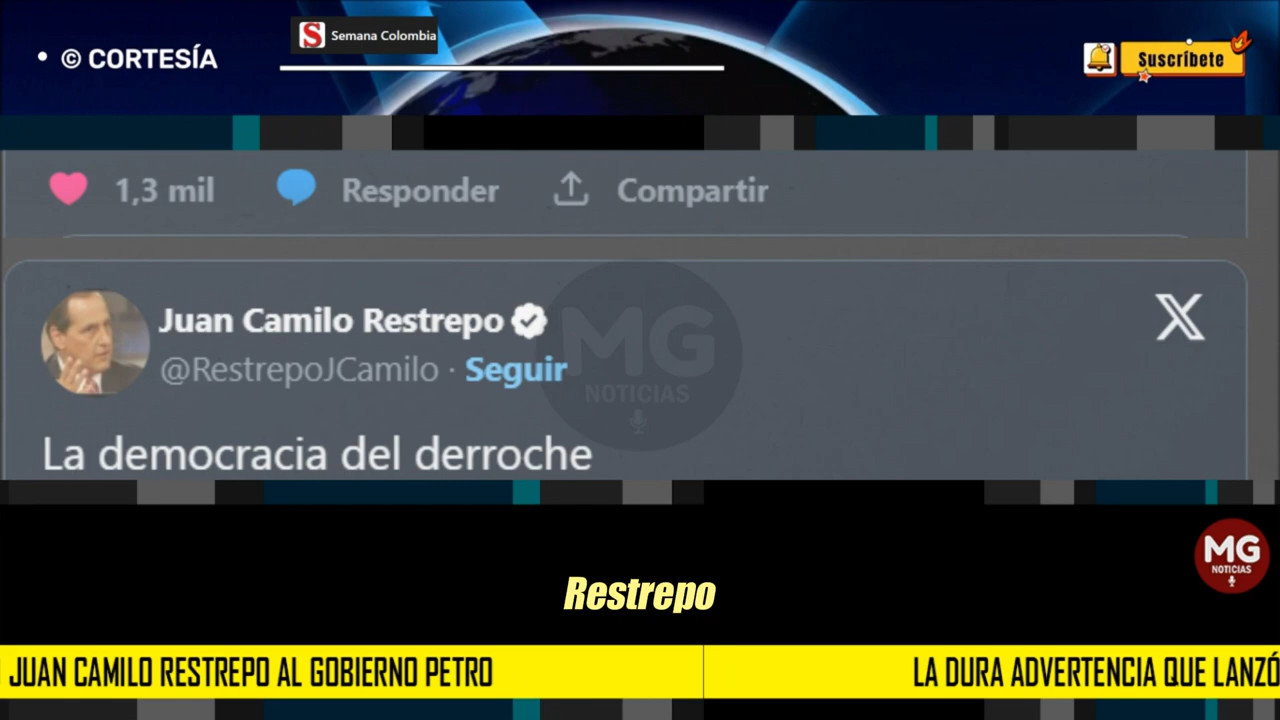 • © CORTESÍA
Semana Colombia
Suscríbete
1,3 mil Responder Compartir
Juan Camilo Restrepo
@RestrepoJCamilo · Seguir
MG
NOTICIAS
La democracia del derroche
MG
NOTICIAS
Restrepo
JUAN CAMILO RESTREPO AL GOBIERNO PETRO
LA DURA ADVERTENCIA QUE LANZÓ